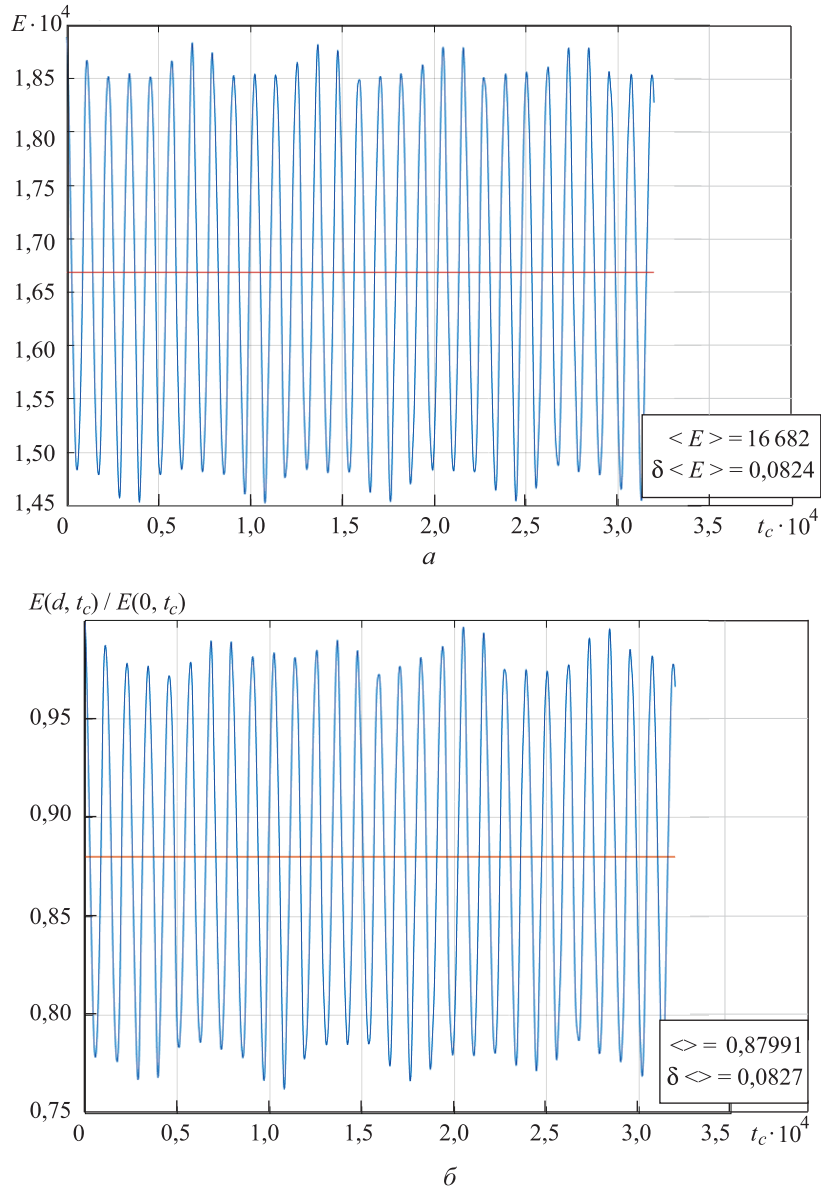 E · 10⁴
1,85
1,80
1,75
1,70
1,65
1,60
1,55
1,50
1,45
< E > = 16 682
δ < E > = 0,0824
0 0,5 1,0 1,5 2,0 2,5 3,0 t_c · 10⁴
а
E(d, t_c) / E(0, t_c)
0,95
0,90
0,85
0,80
0,75
<> = 0,87991
δ <> = 0,0827
0 0,5 1,0 1,5 2,0 2,5 3,0 3,5 t_c · 10⁴
б